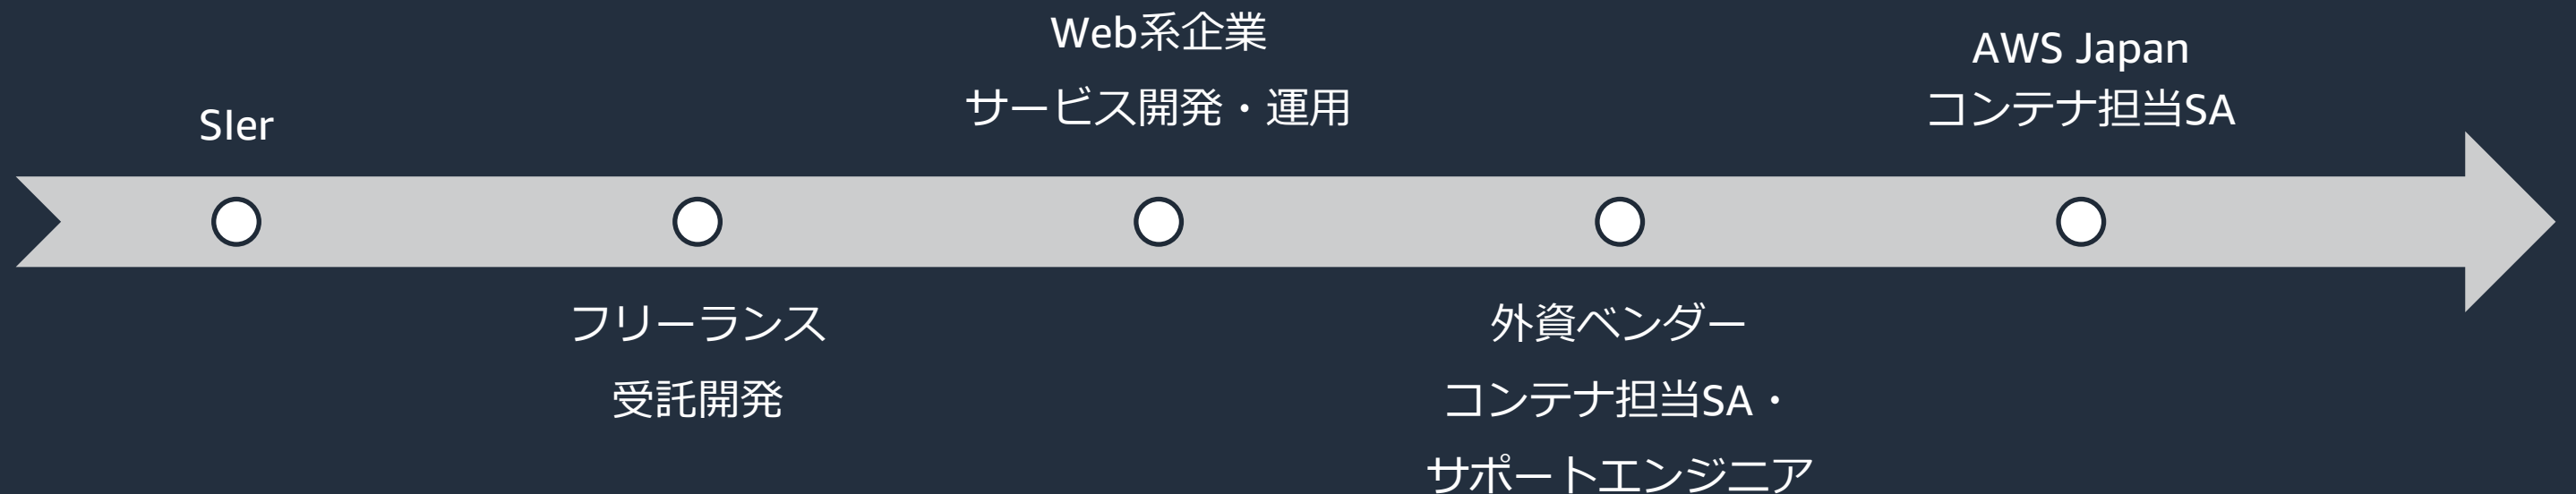 SIer
フリーランス
受託開発
Web系企業
サービス開発・運用
外資ベンダー
コンテナ担当SA・
サポートエンジニア
AWS Japan
コンテナ担当SA